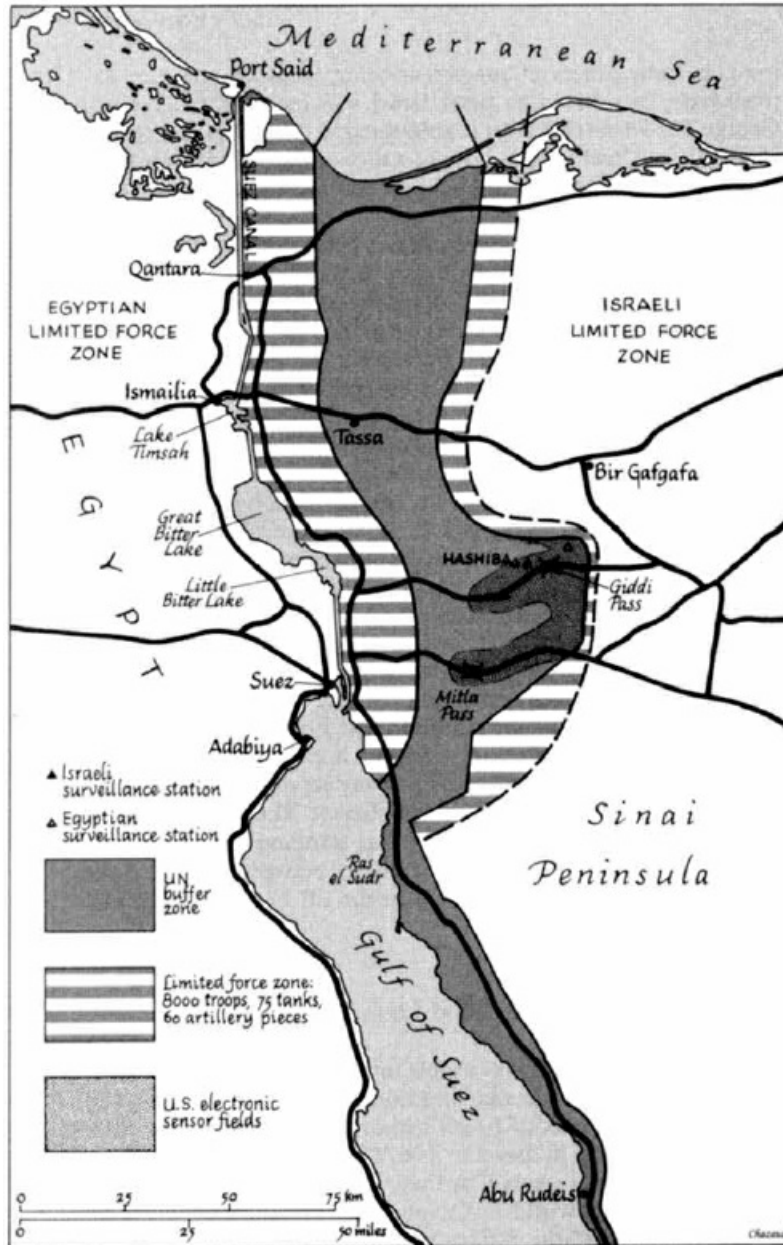 Mediterranean Sea
Port Said
SUEZ CANAL
Qantara
EGYPTIAN
LIMITED FORCE
ZONE
ISRAELI
LIMITED FORCE
ZONE
Ismailia
Lake
Timsah
Tassa
Bir Gafgafa
EGYPT
Great
Bitter
Lake
HASHIBA
Giddi
Pass
Little
Bitter Lake
Suez
Mitla
Pass
Adabiya
Israeli
surveillance station
Egyptian
surveillance station
Sinai
Peninsula
Ras
el Sudr
UN
buffer
zone
Gulf of Suez
Limited force zone:
8000 troops, 75 tanks,
60 artillery pieces
U.S. electronic
sensor fields
Abu Rudeis
0 25 50 75 km
0 25 50 miles